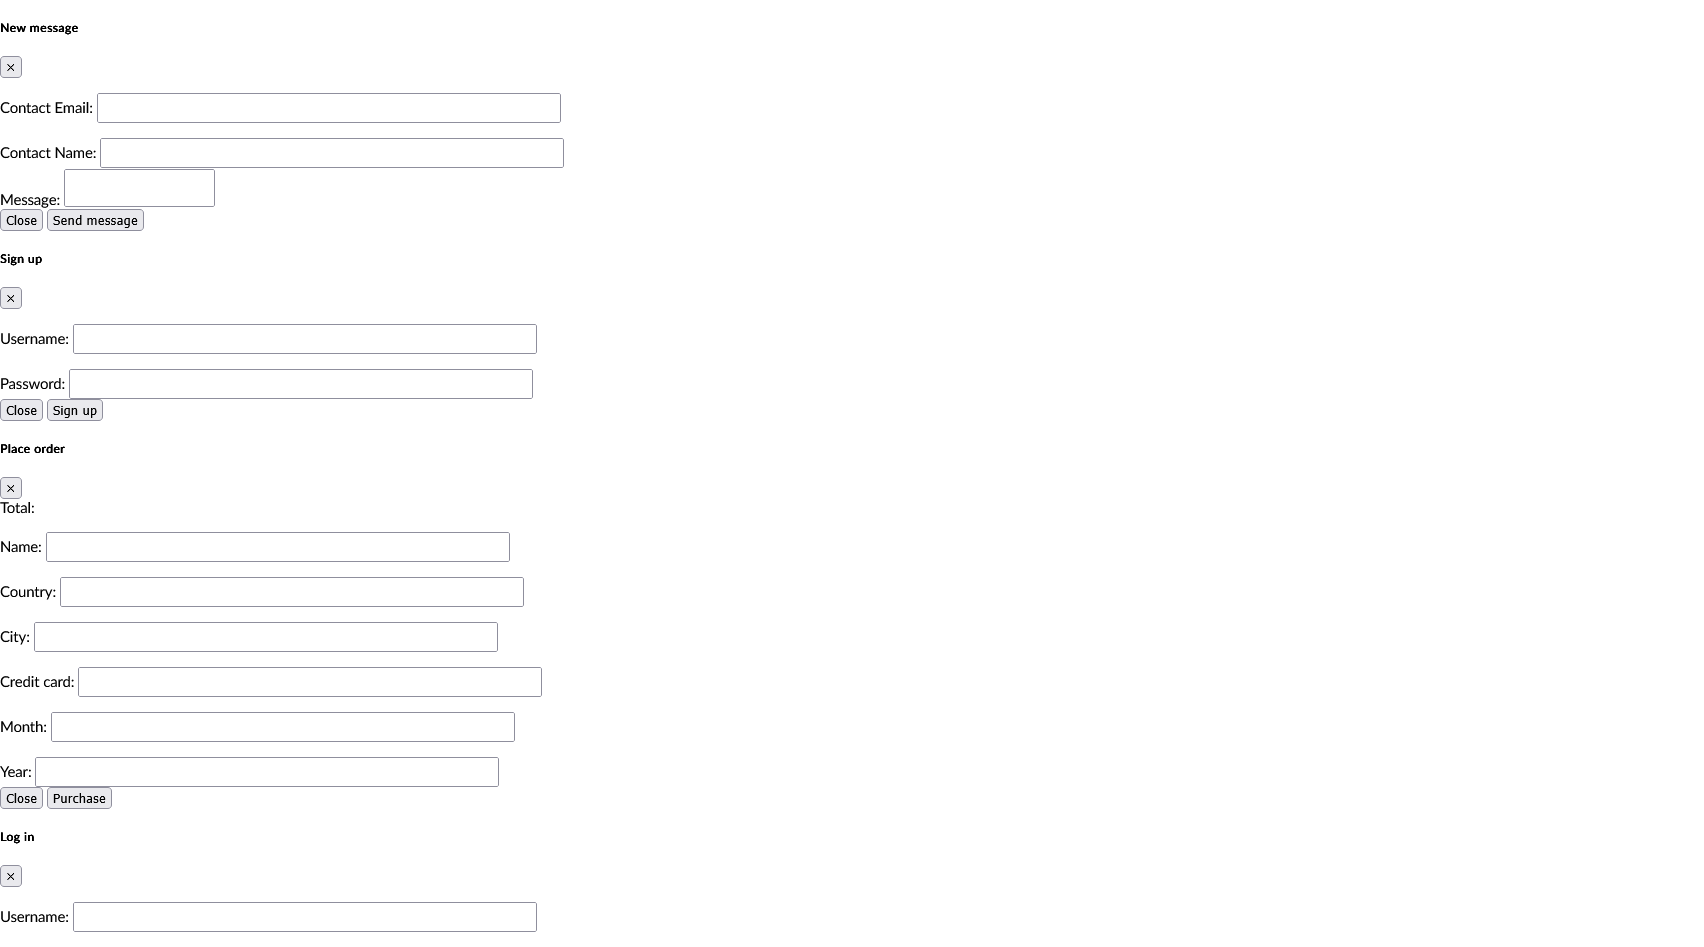 New message
×
Contact Email:
Contact Name:
Message:
Close Send message
Sign up
×
Username:
Password:
Close Sign up
Place order
×
Total:
Name:
Country:
City:
Credit card:
Month:
Year:
Close Purchase
Log in
×
Username: